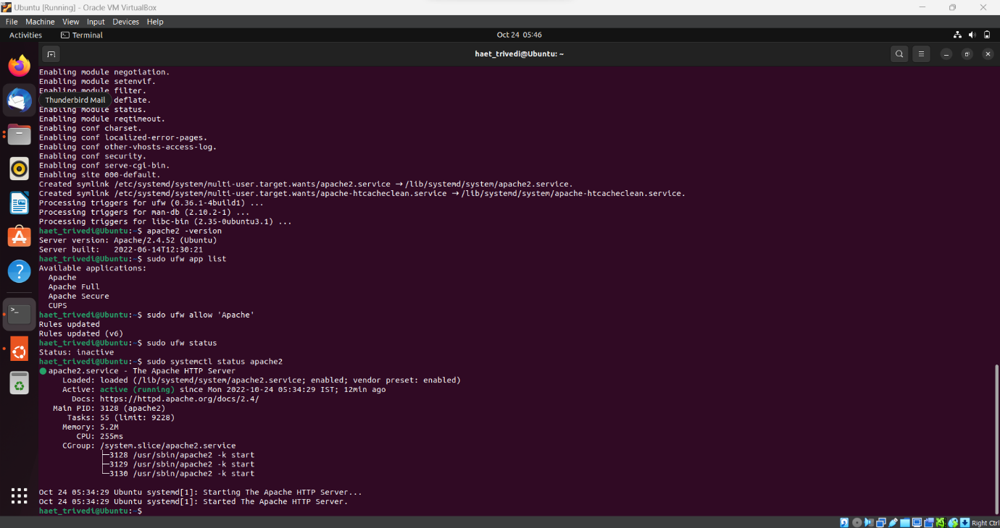 Ubuntu [Running] - Oracle VM VirtualBox
File Machine View Input Devices Help
Activities Terminal Oct 24 05:46
haet_trivedi@Ubuntu: ~
Enabling module negotiation.
Enabling module setenvif.
Enabling module filter.
Thunderbird Mail deflate.
Enabling module status.
Enabling module reqtimeout.
Enabling conf charset.
Enabling conf localized-error-pages.
Enabling conf other-vhosts-access-log.
Enabling conf security.
Enabling conf serve-cgi-bin.
Enabling site 000-default.
Created symlink /etc/systemd/system/multi-user.target.wants/apache2.service → /lib/systemd/system/apache2.service.
Created symlink /etc/systemd/system/multi-user.target.wants/apache-htcacheclean.service → /lib/systemd/system/apache-htcacheclean.service.
Processing triggers for ufw (0.36.1-4build1) ...
Processing triggers for man-db (2.10.2-1) ...
Processing triggers for libc-bin (2.35-0ubuntu3.1) ...
haet_trivedi@Ubuntu:~$ apache2 -version
Server version: Apache/2.4.52 (Ubuntu)
Server built:   2022-06-14T12:30:21
haet_trivedi@Ubuntu:~$ sudo ufw app list
Available applications:
  Apache
  Apache Full
  Apache Secure
  CUPS
haet_trivedi@Ubuntu:~$ sudo ufw allow 'Apache'
Rules updated
Rules updated (v6)
haet_trivedi@Ubuntu:~$ sudo ufw status
Status: inactive
haet_trivedi@Ubuntu:~$ sudo systemctl status apache2
● apache2.service - The Apache HTTP Server
     Loaded: loaded (/lib/systemd/system/apache2.service; enabled; vendor preset: enabled)
     Active: active (running) since Mon 2022-10-24 05:34:29 IST; 12min ago
       Docs: https://httpd.apache.org/docs/2.4/
   Main PID: 3128 (apache2)
      Tasks: 55 (limit: 9228)
     Memory: 5.2M
        CPU: 255ms
     CGroup: /system.slice/apache2.service
             ├─3128 /usr/sbin/apache2 -k start
             ├─3129 /usr/sbin/apache2 -k start
             └─3130 /usr/sbin/apache2 -k start
Oct 24 05:34:29 Ubuntu systemd[1]: Starting The Apache HTTP Server...
Oct 24 05:34:29 Ubuntu systemd[1]: Started The Apache HTTP Server.
haet_trivedi@Ubuntu:~$
Right Ctrl